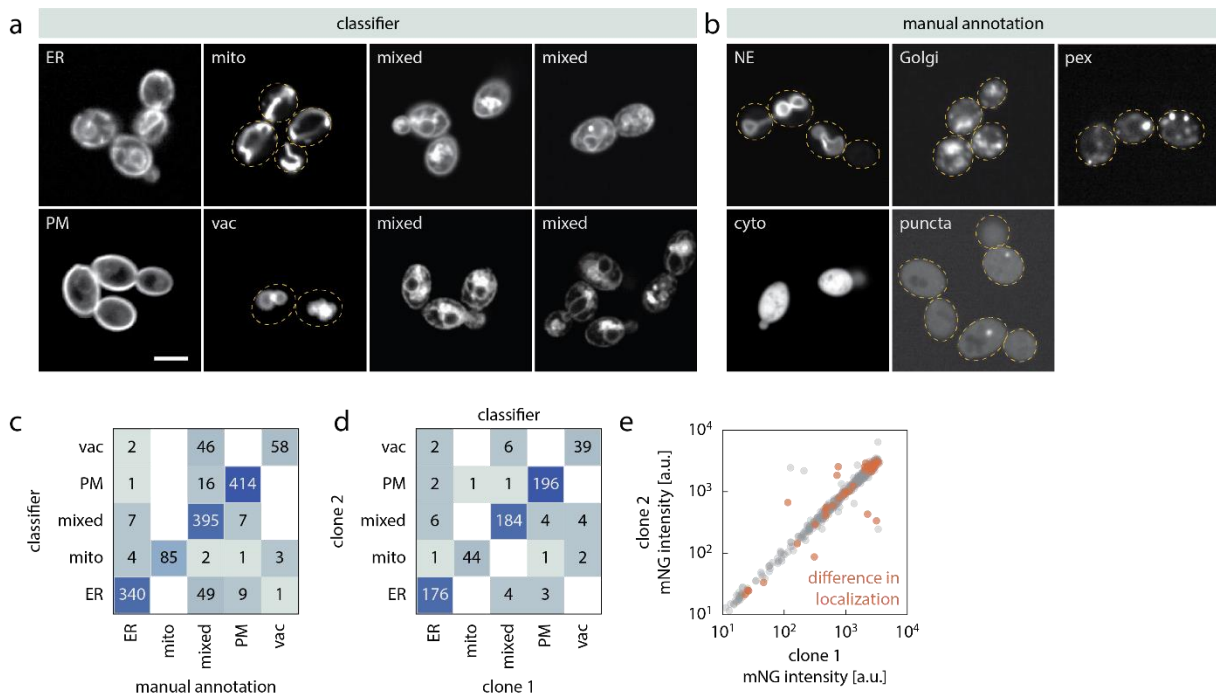 a
classifier
ER
mito
mixed
mixed
PM
vac
mixed
mixed
b
manual annotation
NE
Golgi
pex
cyto
puncta
c
classifier
vac
PM
mixed
mito
ER
2 46 58
1 16 414
7 395 7
4 85 2 1 3
340 49 9 1
ER mito mixed PM vac
manual annotation
d
classifier
clone 2
vac
PM
mixed
mito
ER
2 6 39
2 1 1 196
6 184 4 4
1 44 1 2
176 4 3
ER mito mixed PM vac
clone 1
e
clone 2
mNG intensity [a.u.]
10⁴
10³
10²
10¹
difference in
localization
10¹ 10² 10³ 10⁴
clone 1
mNG intensity [a.u.]